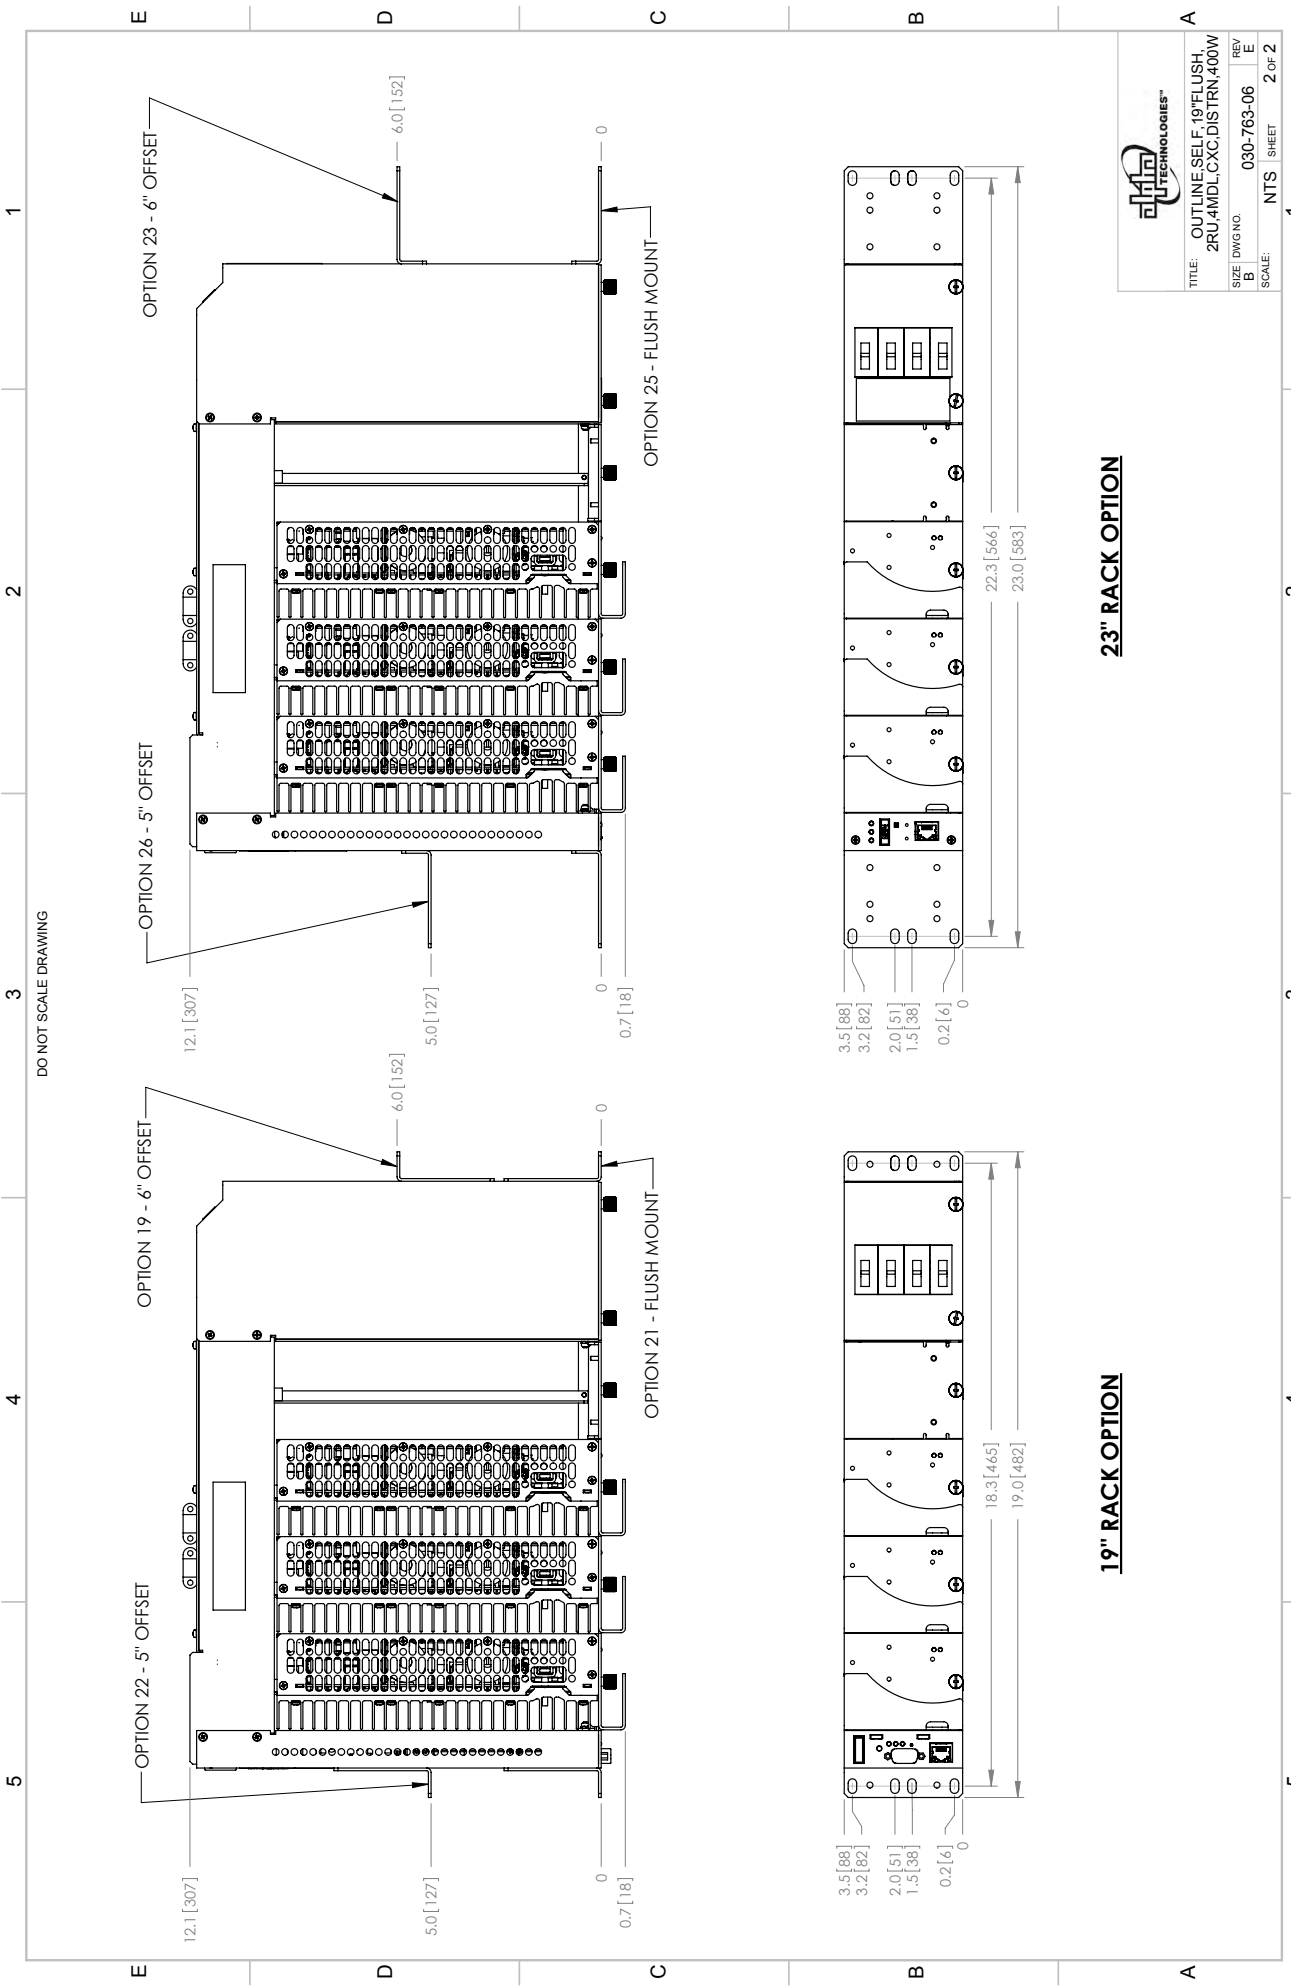 5
4
3
2
1
DO NOT SCALE DRAWING
E
D
C
B
A
OPTION 22 - 5" OFFSET
OPTION 19 - 6" OFFSET
12.1 [307]
6.0 [152]
5.0 [127]
0
0
0.7 [18]
OPTION 21 - FLUSH MOUNT
OPTION 26 - 5" OFFSET
OPTION 23 - 6" OFFSET
12.1 [307]
6.0 [152]
5.0 [127]
0
0
0.7 [18]
OPTION 25 - FLUSH MOUNT
3.5 [88]
3.2 [82]
2.0 [51]
1.5 [38]
0.2 [6]
0
18.3 [465]
19.0 [482]
19" RACK OPTION
3.5 [88]
3.2 [82]
2.0 [51]
1.5 [38]
0.2 [6]
0
22.3 [566]
23.0 [583]
23" RACK OPTION
E
D
C
B
A
TECHNOLOGIES™
TITLE:
OUTLINE,SELF,19"FLUSH,
2RU,4MDL,CXC,DISTRN,400W
SIZE DWG NO. REV
B 030-763-06 E
SCALE: NTS SHEET 2 OF 2